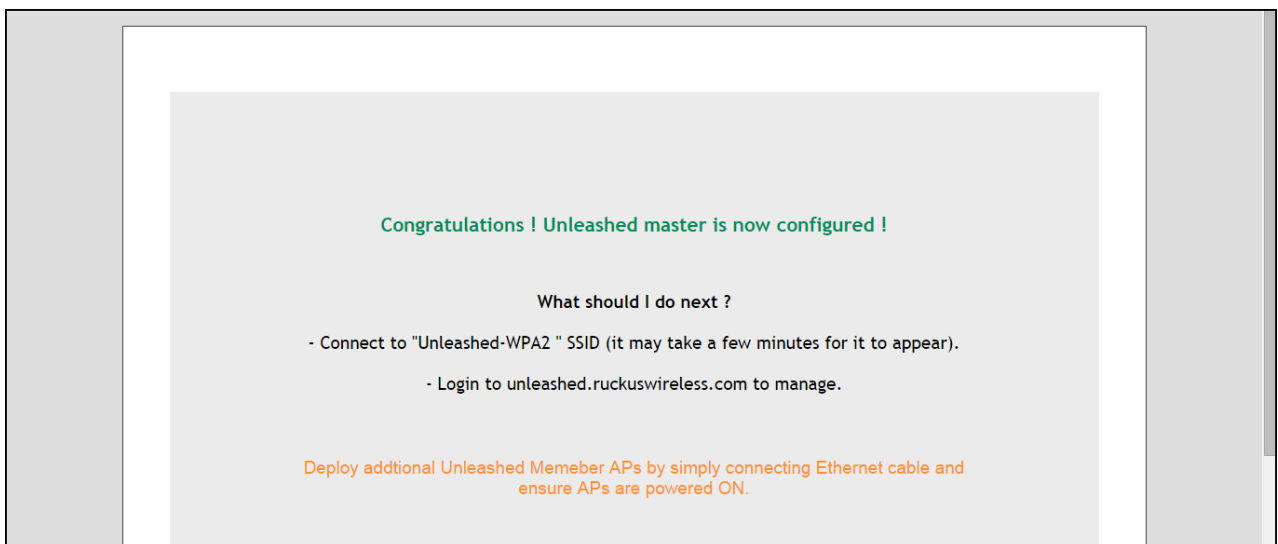 Congratulations ! Unleashed master is now configured !
What should I do next ?
- Connect to "Unleashed-WPA2 " SSID (it may take a few minutes for it to appear).
- Login to unleashed.ruckuswireless.com to manage.
Deploy addtional Unleashed Memeber APs by simply connecting Ethernet cable and
ensure APs are powered ON.